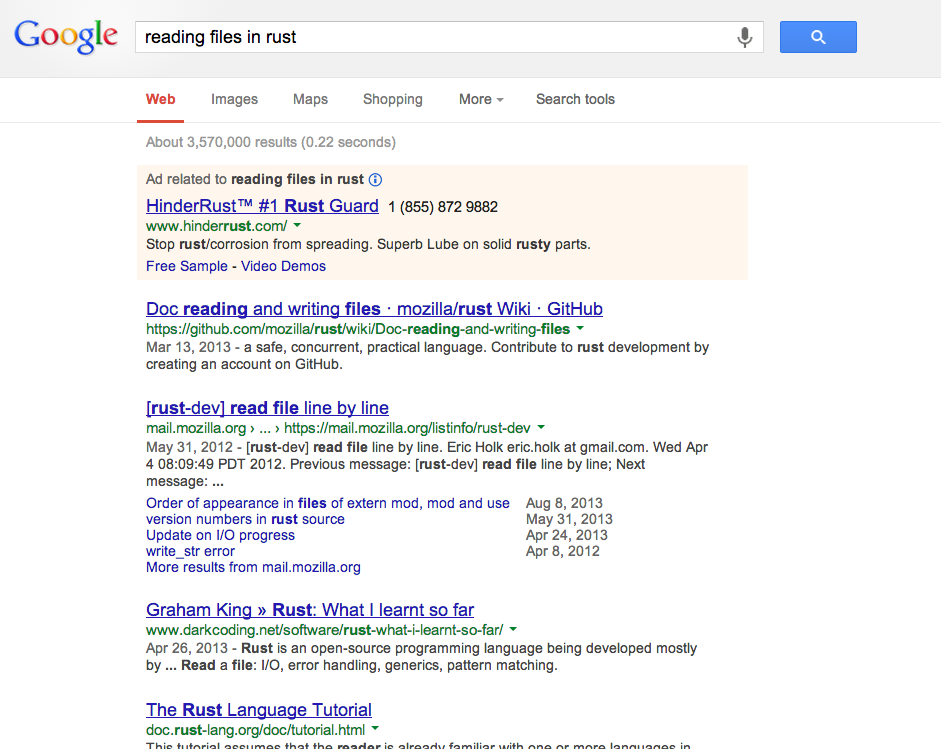 Google
reading files in rust
Web Images Maps Shopping More Search tools
About 3,570,000 results (0.22 seconds)
Ad related to reading files in rust
HinderRust™ #1 Rust Guard 1 (855) 872 9882
www.hinderrust.com/
Stop rust/corrosion from spreading. Superb Lube on solid rusty parts.
Free Sample - Video Demos
Doc reading and writing files · mozilla/rust Wiki · GitHub
https://github.com/mozilla/rust/wiki/Doc-reading-and-writing-files
Mar 13, 2013 - a safe, concurrent, practical language. Contribute to rust development by
creating an account on GitHub.
[rust-dev] read file line by line
mail.mozilla.org › ... › https://mail.mozilla.org/listinfo/rust-dev
May 31, 2012 - [rust-dev] read file line by line. Eric Holk eric.holk at gmail.com. Wed Apr
4 08:09:49 PDT 2012. Previous message: [rust-dev] read file line by line; Next
message: ...
Order of appearance in files of extern mod, mod and use Aug 8, 2013
version numbers in rust source May 31, 2013
Update on I/O progress Apr 24, 2013
write_str error Apr 8, 2012
More results from mail.mozilla.org
Graham King » Rust: What I learnt so far
www.darkcoding.net/software/rust-what-i-learnt-so-far/
Apr 26, 2013 - Rust is an open-source programming language being developed mostly
by ... Read a file: I/O, error handling, generics, pattern matching.
The Rust Language Tutorial
doc.rust-lang.org/doc/tutorial.html
This tutorial assumes that the reader is already familiar with one or more languages in